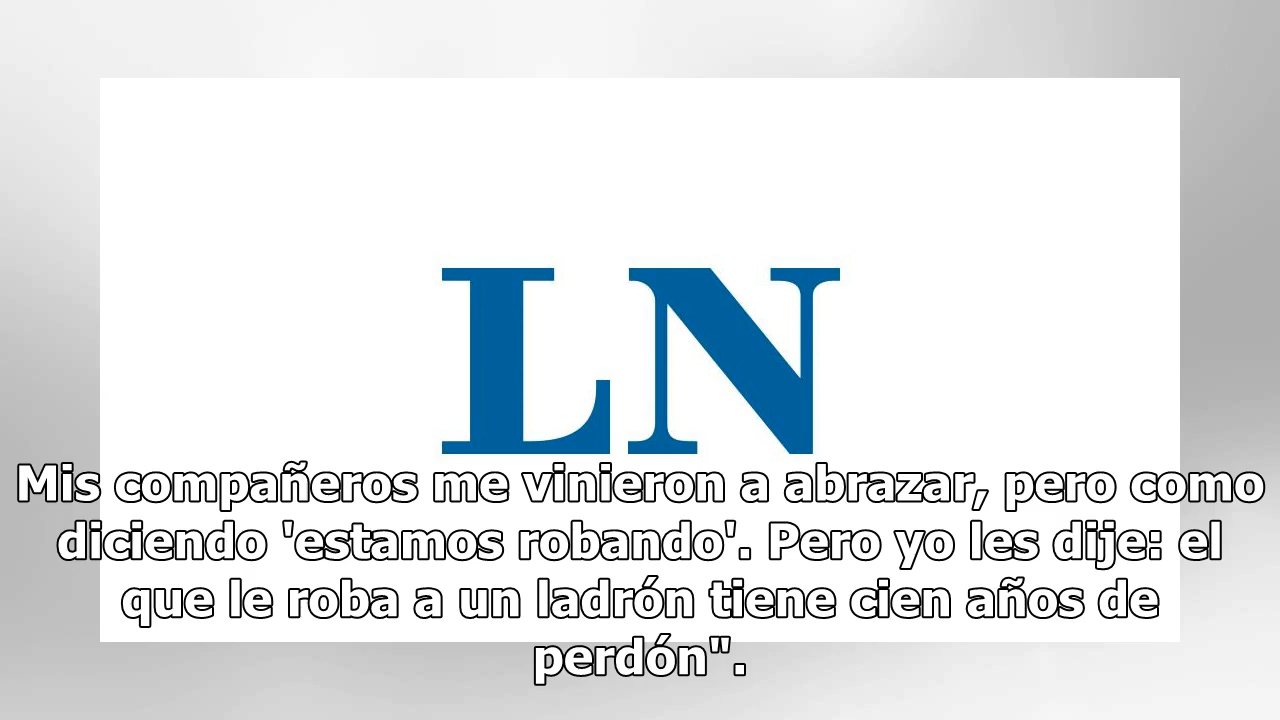 LN
Mis compañeros me vinieron a abrazar, pero como
diciendo 'estamos robando'. Pero yo les dije: el
que le roba a un ladrón tiene cien años de
perdón".